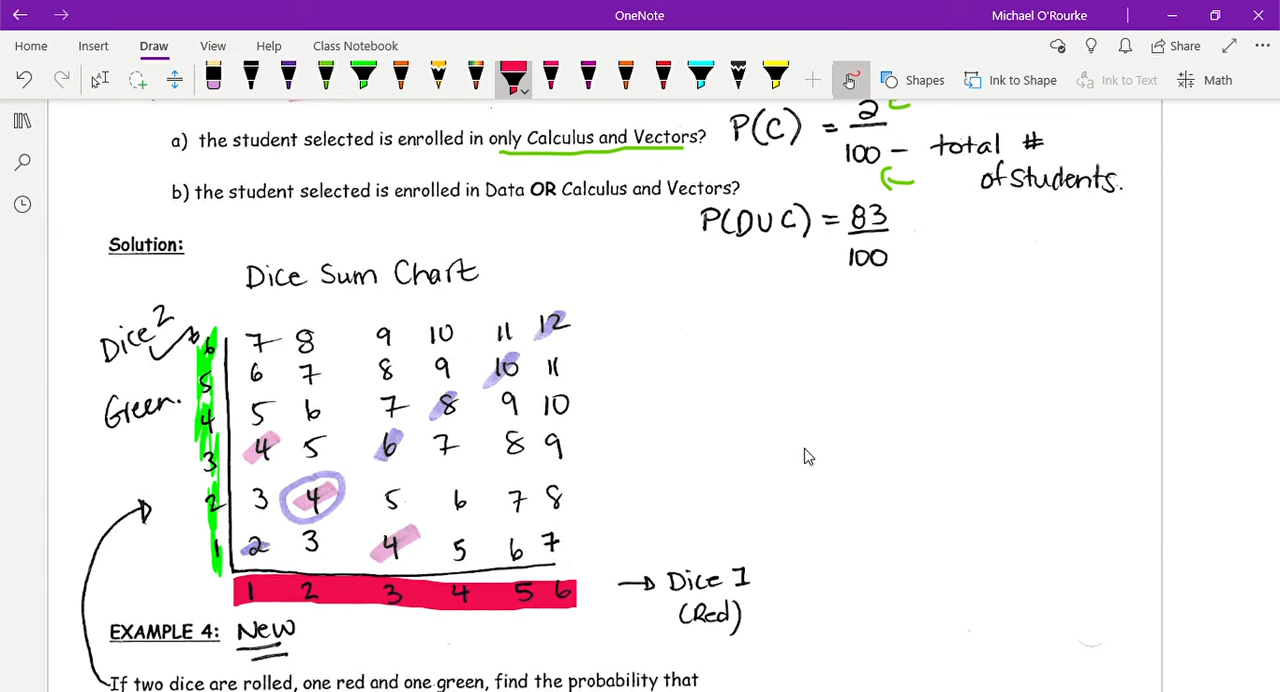 OneNote
Michael O'Rourke
Home Insert Draw View Help Class Notebook
Share
Shapes Ink to Shape Ink to Text Math
a) the student selected is enrolled in only Calculus and Vectors?
P(C) = 2/100 – total #
of Students.
b) the student selected is enrolled in Data OR Calculus and Vectors?
P(D∪C) = 83/100
Solution:
Dice Sum Chart
Dice 2
Green.
6 7 8 9 10 11 12
5 6 7 8 9 10 11
4 5 6 7 8 9 10
3 4 5 6 7 8 9
2 3 4 5 6 7 8
1 2 3 4 5 6 7
1 2 3 4 5 6
→ Dice 1
(Red)
EXAMPLE 4: New
If two dice are rolled, one red and one green, find the probability that